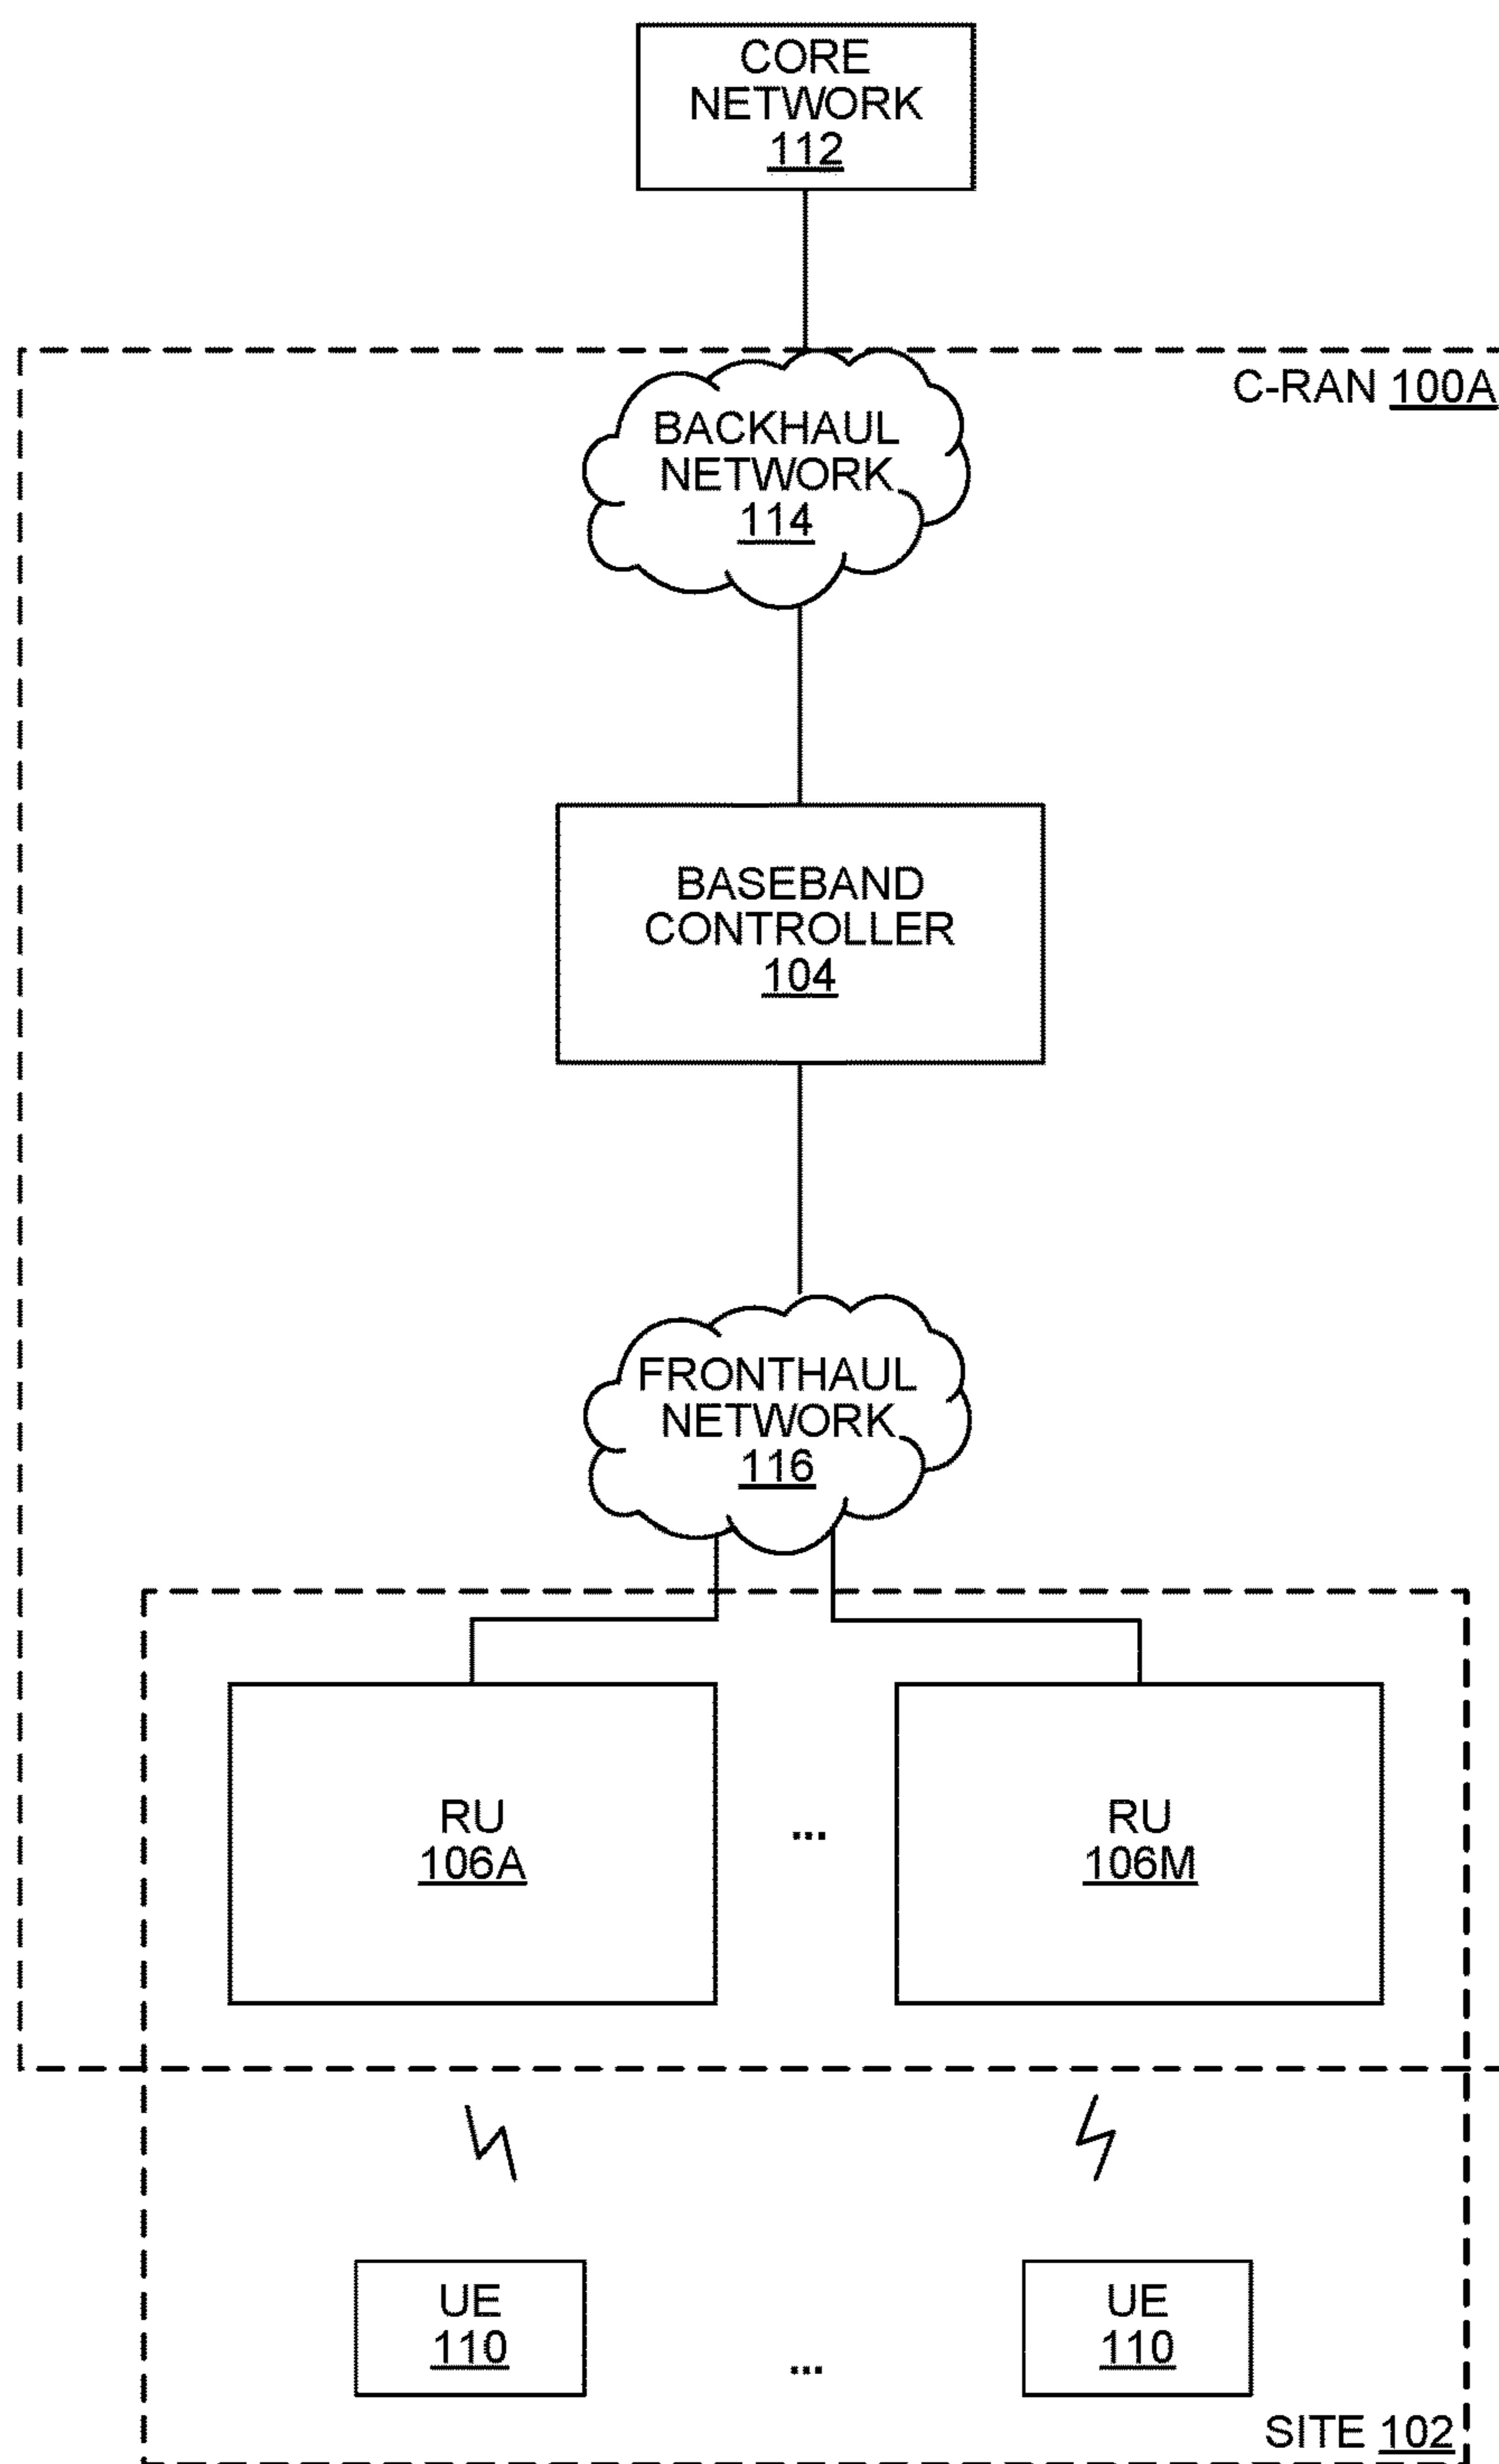 CORE
NETWORK
112
C-RAN 100A
BACKHAUL
NETWORK
114
BASEBAND
CONTROLLER
104
FRONTHAUL
NETWORK
116
RU
106A
...
RU
106M
UE
110
...
UE
110
SITE 102